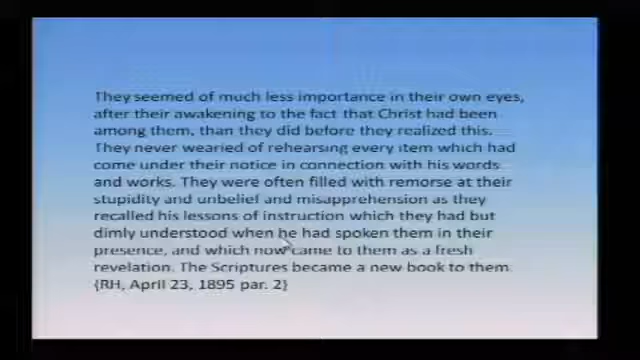 They seemed of much less importance in their own eyes,
after their awakening to the fact that Christ had been
among them, than they did before they realized this.
They never wearied of rehearsing every item which had
come under their notice in connection with his words
and works. They were often filled with remorse at their
stupidity and unbelief and misapprehension as they
recalled his lessons of instruction which they had but
dimly understood when he had spoken them in their
presence, and which now came to them as a fresh
revelation. The Scriptures became a new book to them.
{RH, April 23, 1895 par. 2}